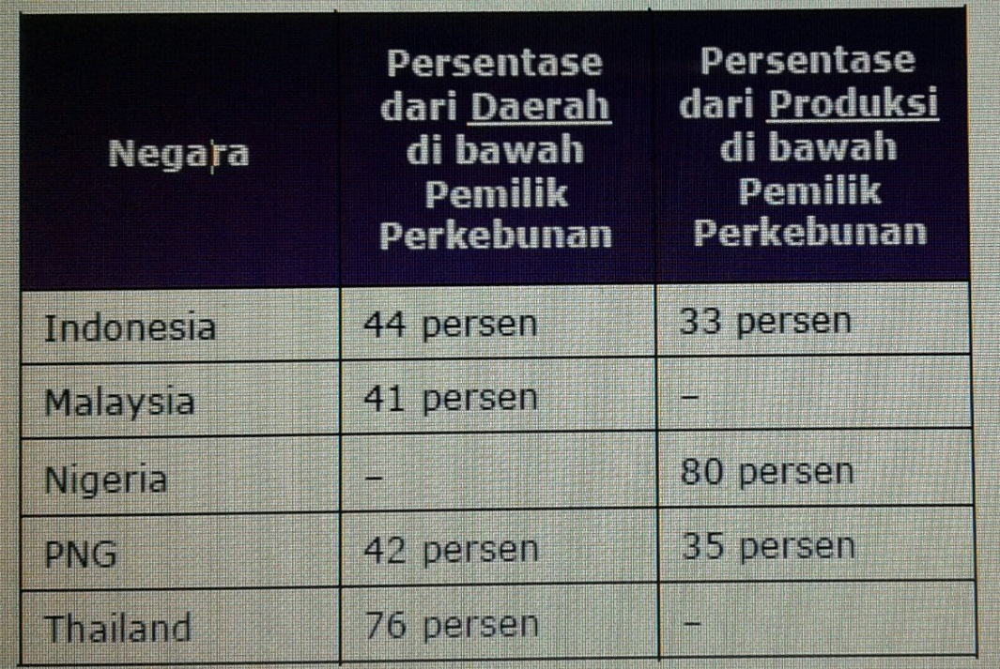 Negara
Persentase
dari Daerah
di bawah
Pemilik
Perkebunan
Persentase
dari Produksi
di bawah
Pemilik
Perkebunan
Indonesia 44 persen 33 persen
Malaysia 41 persen –
Nigeria – 80 persen
PNG 42 persen 35 persen
Thailand 76 persen –